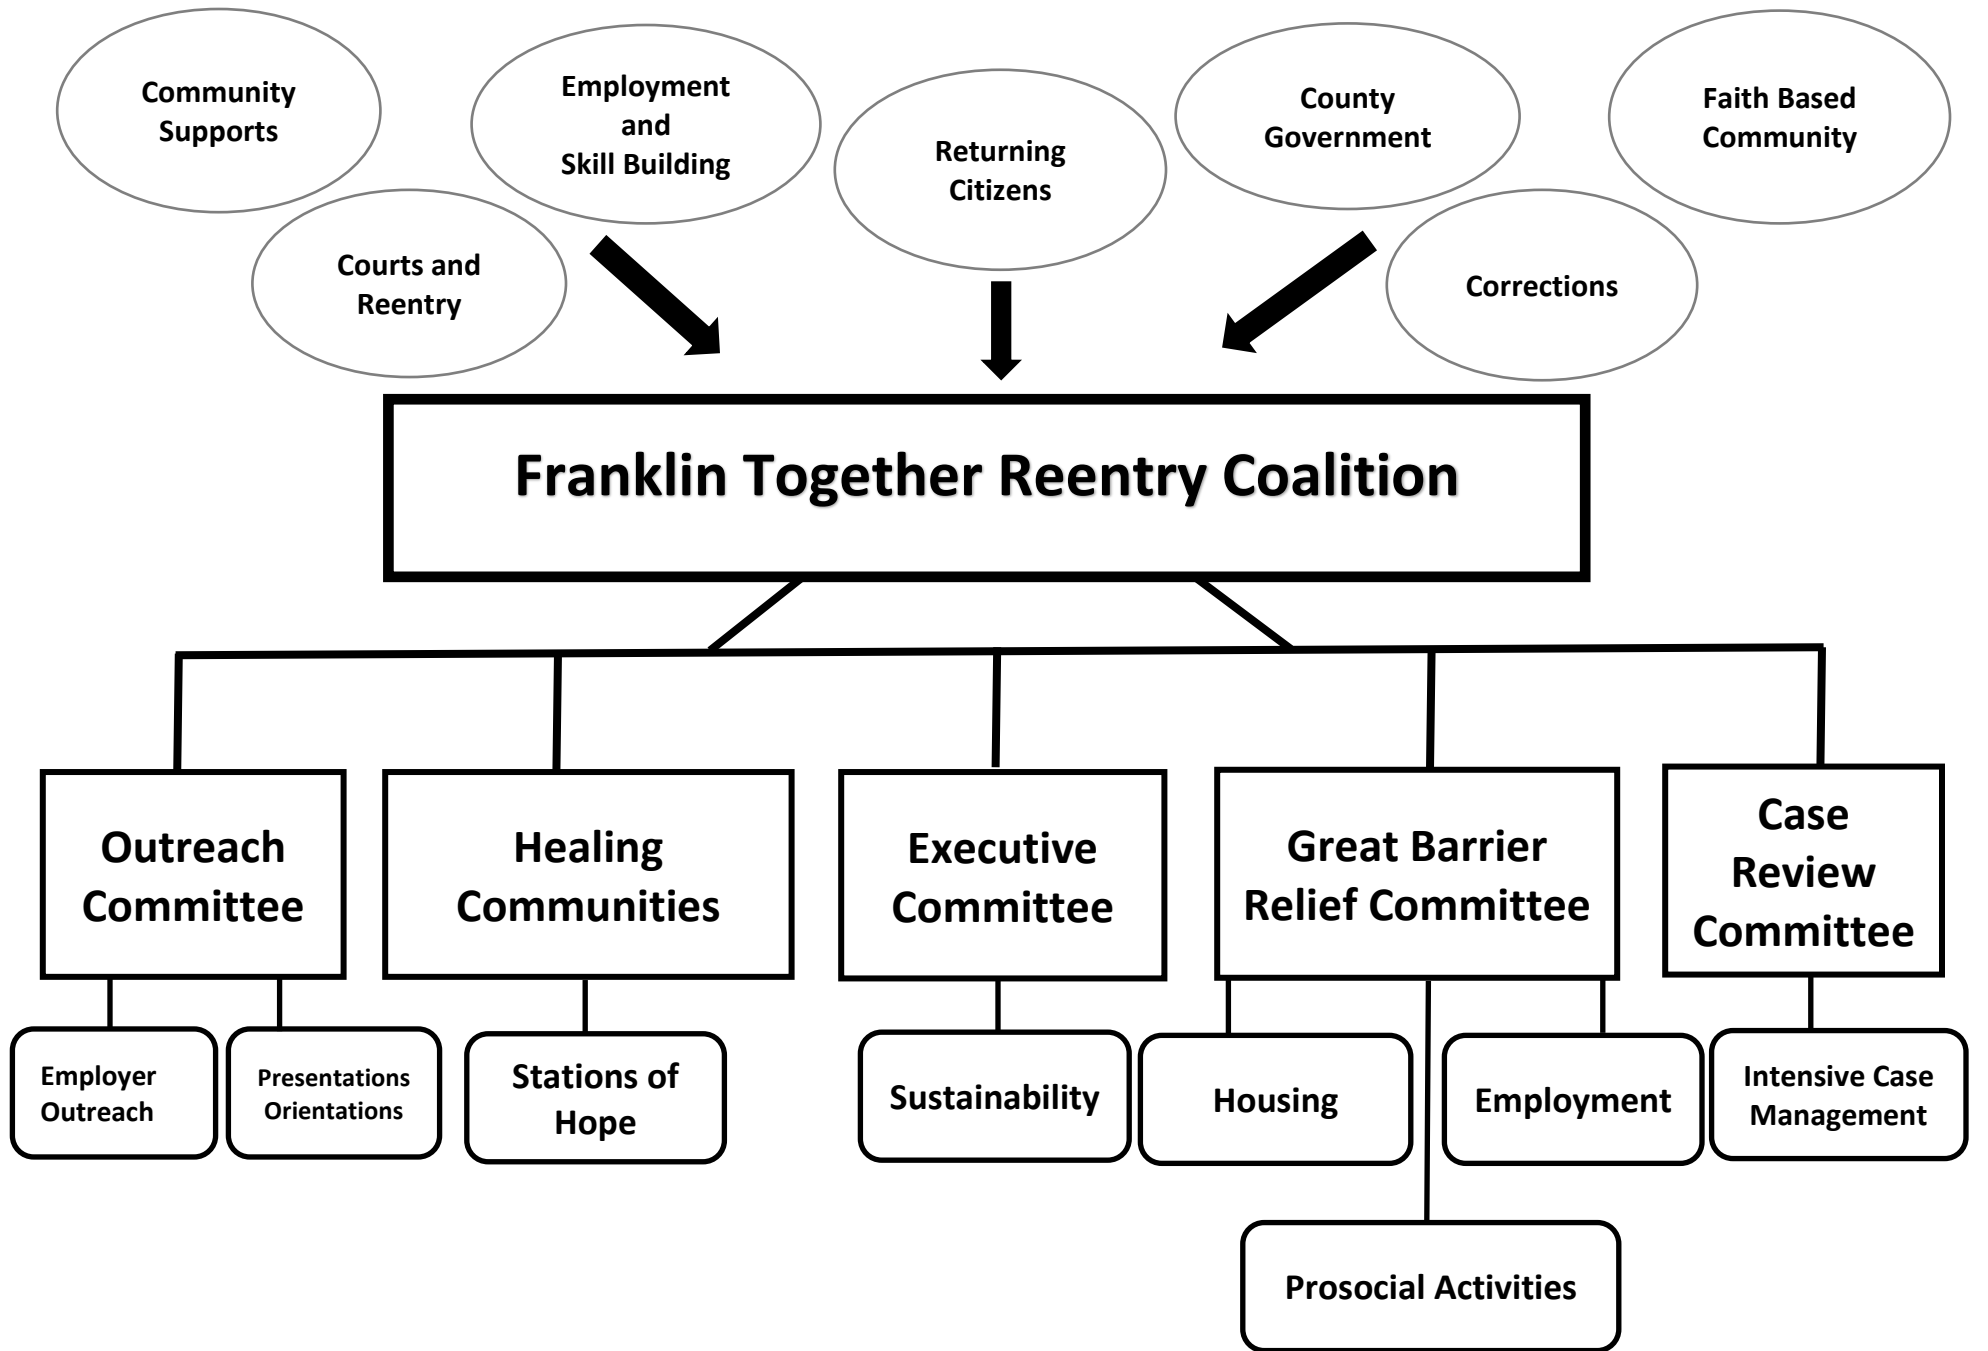 Community
Supports
Employment
and
Skill Building
Returning
Citizens
County
Government
Faith Based
Community
Courts and
Reentry
Corrections
Franklin Together Reentry Coalition
Outreach
Committee
Healing
Communities
Executive
Committee
Great Barrier
Relief Committee
Case
Review
Committee
Employer
Outreach
Presentations
Orientations
Stations of
Hope
Sustainability
Housing
Employment
Intensive Case
Management
Prosocial Activities